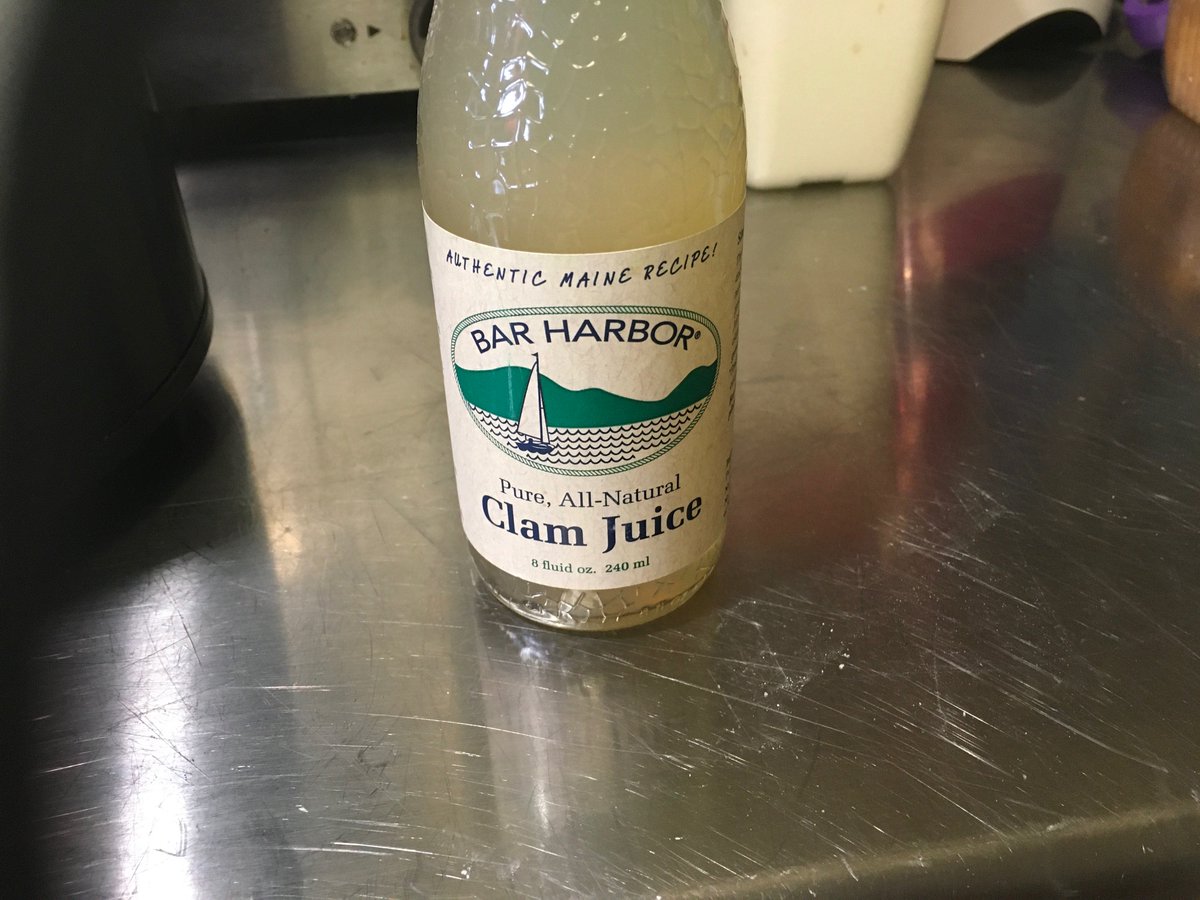 AUTHENTIC MAINE RECIPE!
BAR HARBOR®
Pure, All-Natural
Clam Juice
8 fluid oz. 240 ml